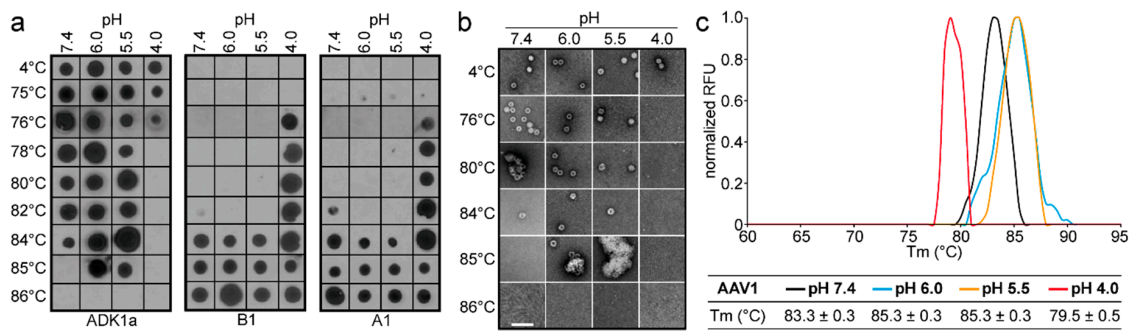 a
pH
7.4 6.0 5.5 4.0 7.4 6.0 5.5 4.0 7.4 6.0 5.5 4.0
4°C
75°C
76°C
78°C
80°C
82°C
84°C
85°C
86°C
ADK1a B1 A1
b
pH
7.4 6.0 5.5 4.0
4°C
76°C
80°C
84°C
85°C
86°C
c
normalized RFU
1.0
0.8
0.6
0.4
0.2
0
60 65 70 75 80 85 90 95
Tm (°C)
AAV1 pH 7.4 pH 6.0 pH 5.5 pH 4.0
Tm (°C) 83.3 ± 0.3 85.3 ± 0.3 85.3 ± 0.3 79.5 ± 0.5